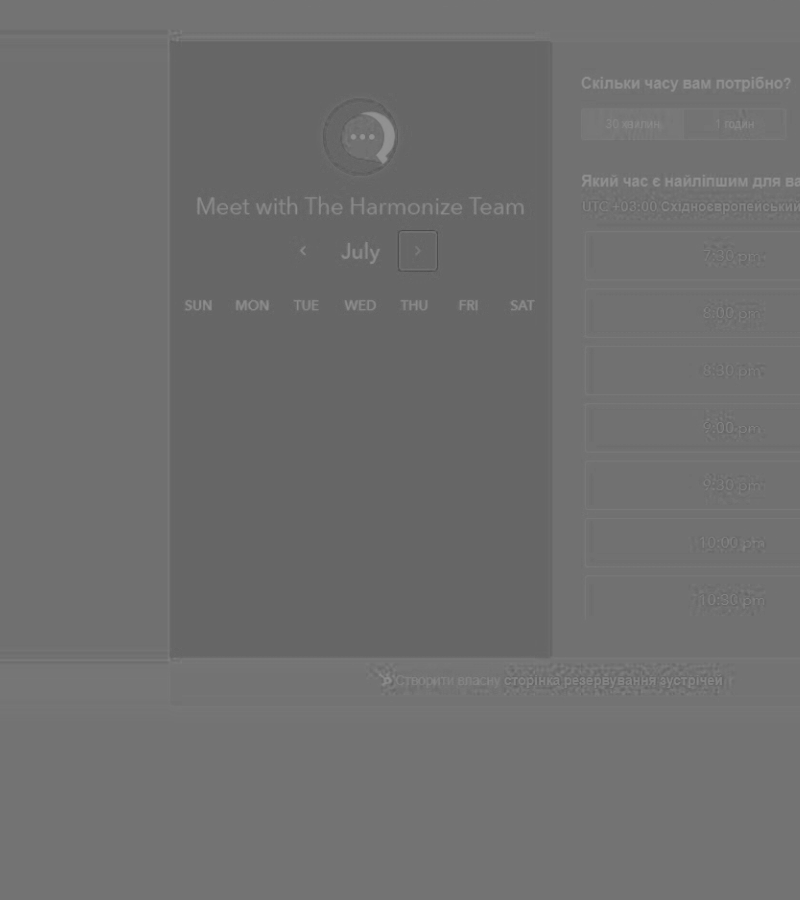 Meet with The Harmonize Team
July
SUN MON TUE WED THU FRI SAT
Скільки часу вам потрібно?
30 хвилин 1 годин
Який час є найліпшим для
UTC +03:00 Східноєвропейський
7:30 pm
8:00 pm
8:30 pm
9:00 pm
9:30 pm
10:00 pm
10:30 pm
Створити власну сторінка резервування зустрічей